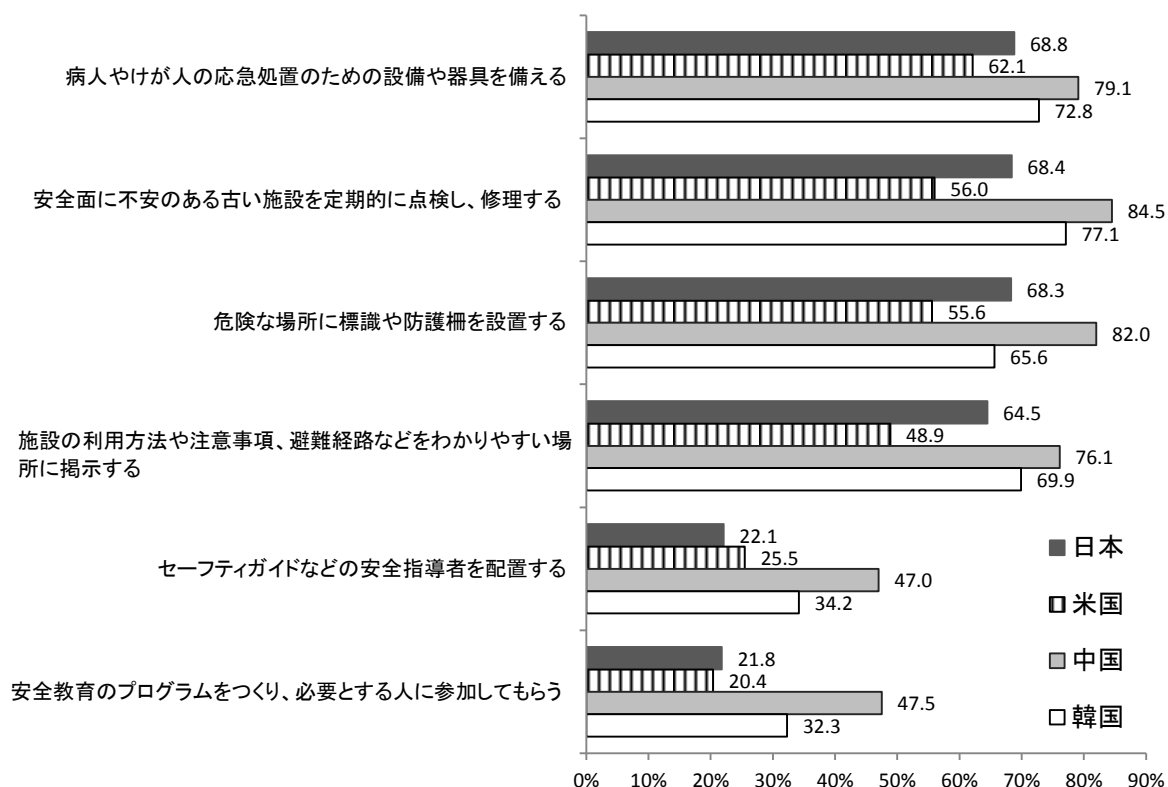 病人やけが人の応急処置のための設備や器具を備える
68.8
62.1
79.1
72.8
安全面に不安のある古い施設を定期的に点検し、修理する
68.4
56.0
84.5
77.1
危険な場所に標識や防護柵を設置する
68.3
55.6
82.0
65.6
施設の利用方法や注意事項、避難経路などをわかりやすい場
所に掲示する
64.5
48.9
76.1
69.9
セーフティガイドなどの安全指導者を配置する
22.1
25.5
47.0
34.2
安全教育のプログラムをつくり、必要とする人に参加してもらう
21.8
20.4
47.5
32.3
日本
米国
中国
韓国
0% 10% 20% 30% 40% 50% 60% 70% 80% 90%